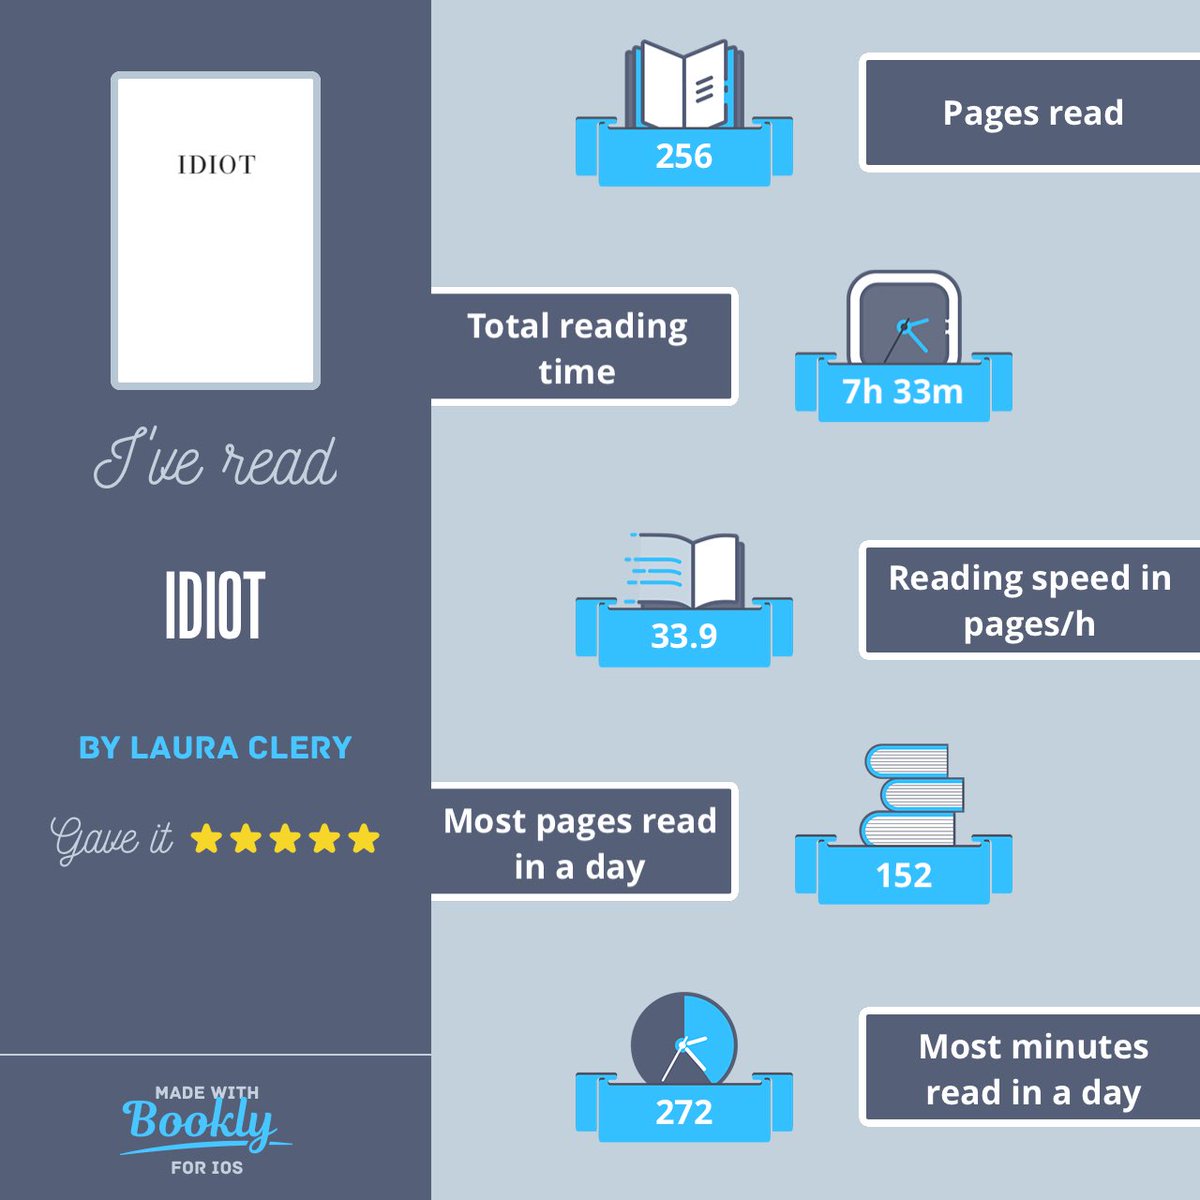 IDIOT
I've read
IDIOT
BY LAURA CLERY
Gave it
MADE WITH
Bookly
FOR IOS
256
Pages read
Total reading
time
7h 33m
33.9
Reading speed in
pages/h
Most pages read
in a day
152
272
Most minutes
read in a day